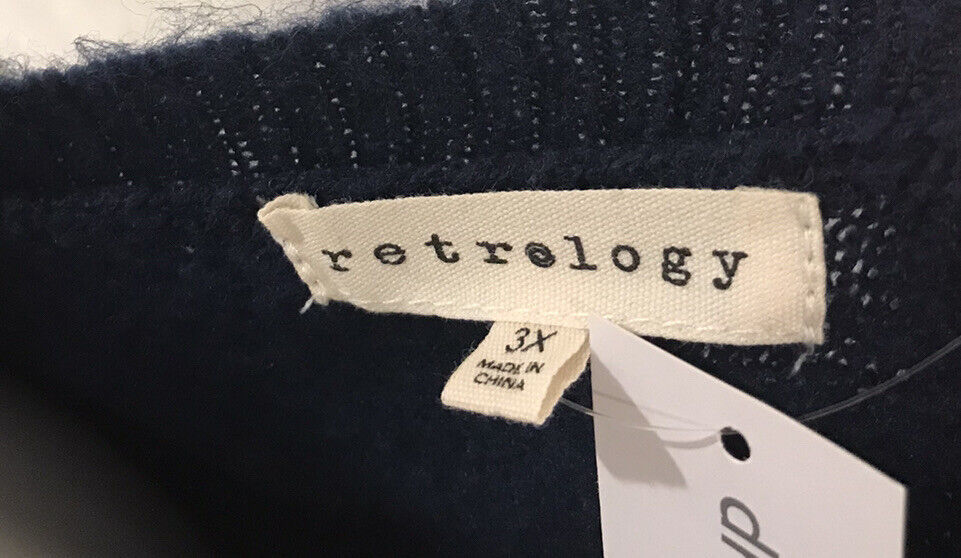 retrology
3X
MADE IN
CHINA